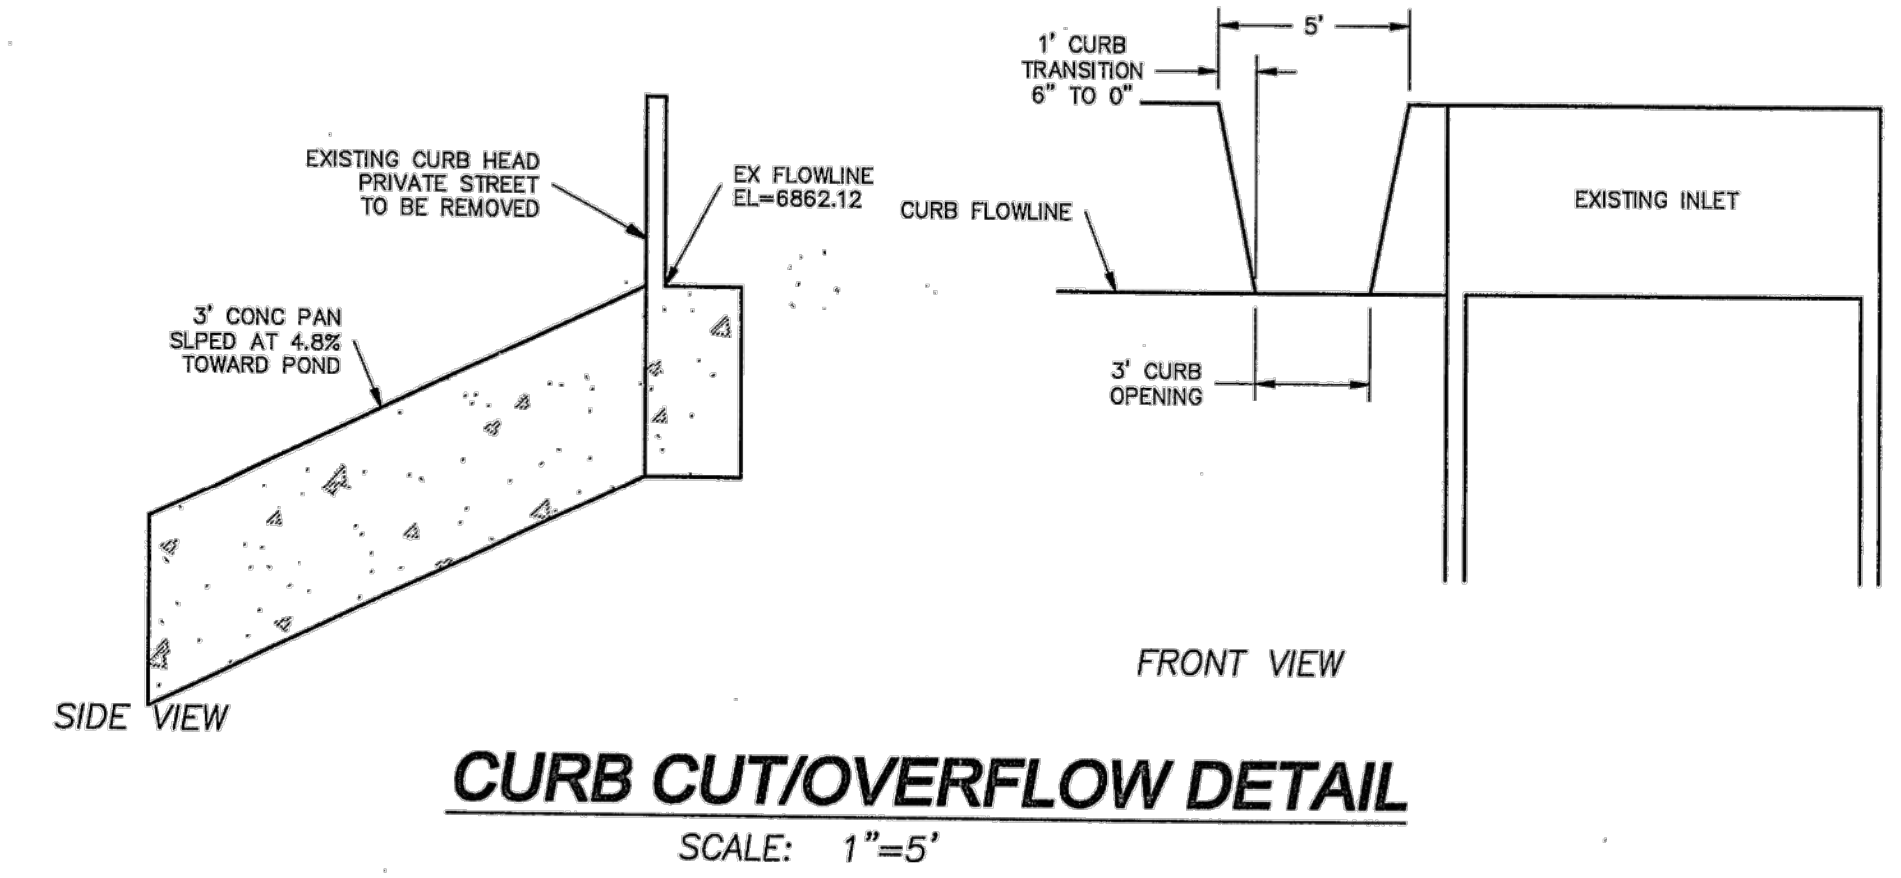 EXISTING CURB HEAD
PRIVATE STREET
TO BE REMOVED
EX FLOWLINE
EL=6862.12
3' CONC PAN
SLPED AT 4.8%
TOWARD POND
SIDE VIEW
5'
1' CURB
TRANSITION
6" TO 0"
CURB FLOWLINE
EXISTING INLET
3' CURB
OPENING
FRONT VIEW
CURB CUT/OVERFLOW DETAIL
SCALE: 1"=5'